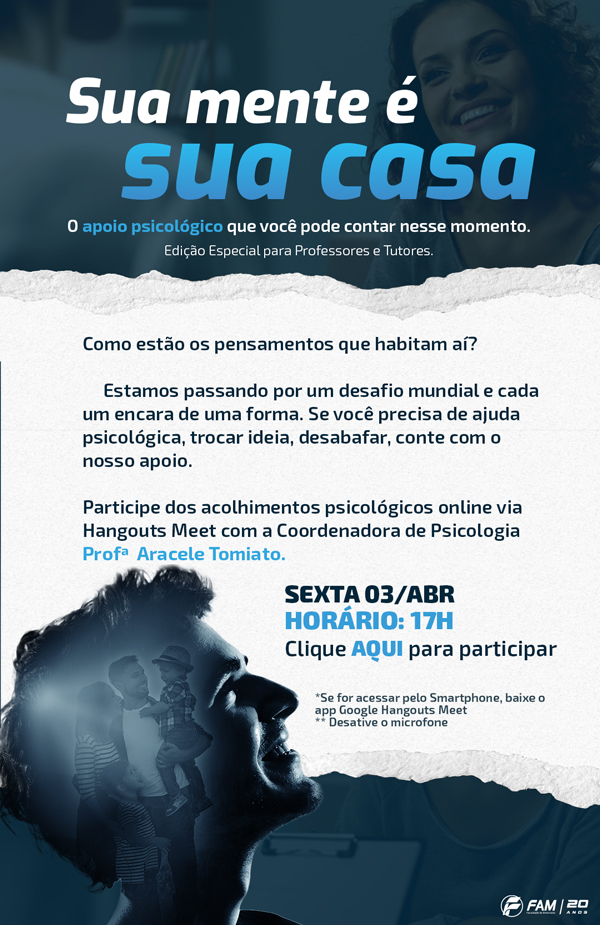 Sua mente é
sua casa
O apoio psicológico que você pode contar nesse momento.
Edição Especial para Professores e Tutores.
Como estão os pensamentos que habitam aí?
Estamos passando por um desafio mundial e cada
um encara de uma forma. Se você precisa de ajuda
psicológica, trocar ideia, desabafar, conte com o
nosso apoio.
Participe dos acolhimentos psicológicos online via
Hangouts Meet com a Coordenadora de Psicologia
Profª Aracele Tomiato.
SEXTA 03/ABR
HORÁRIO: 17H
Clique AQUI para participar
*Se for acessar pelo Smartphone, baixe o
app Google Hangouts Meet
** Desative o microfone
FAM | 20
ANOS